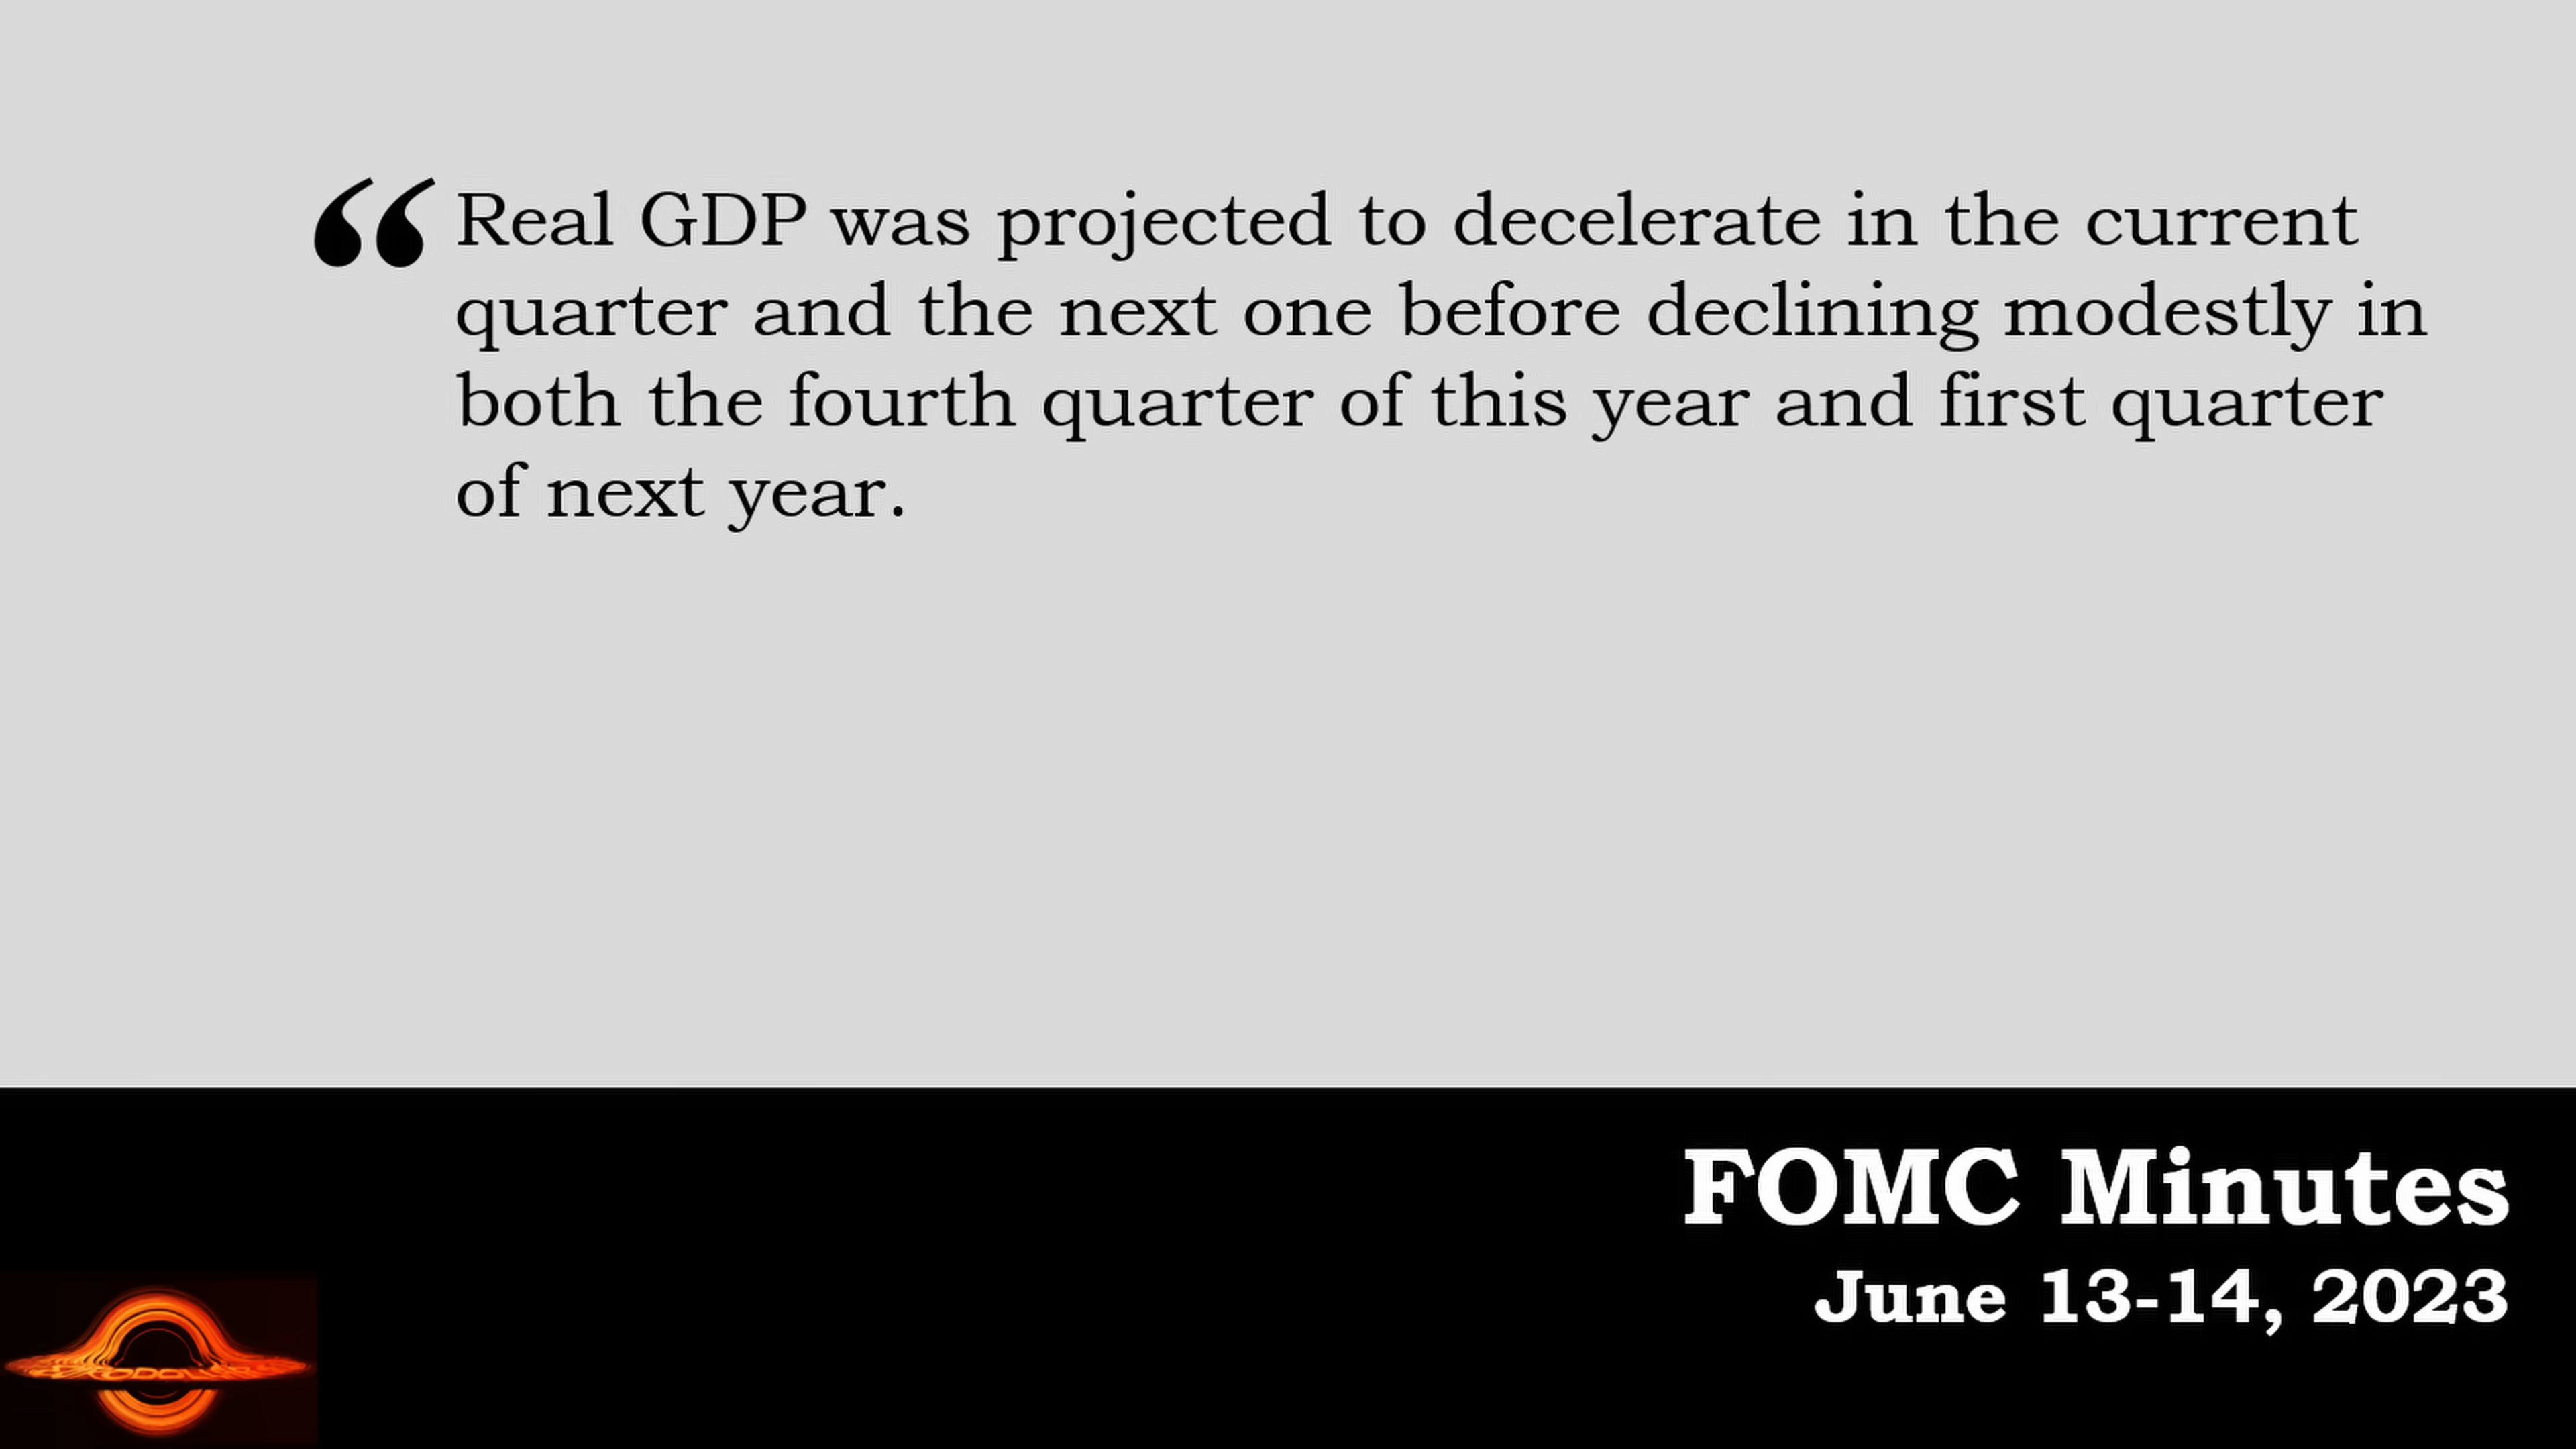 “Real GDP was projected to decelerate in the current
quarter and the next one before declining modestly in
both the fourth quarter of this year and first quarter
of next year.
FOMC Minutes
June 13-14, 2023